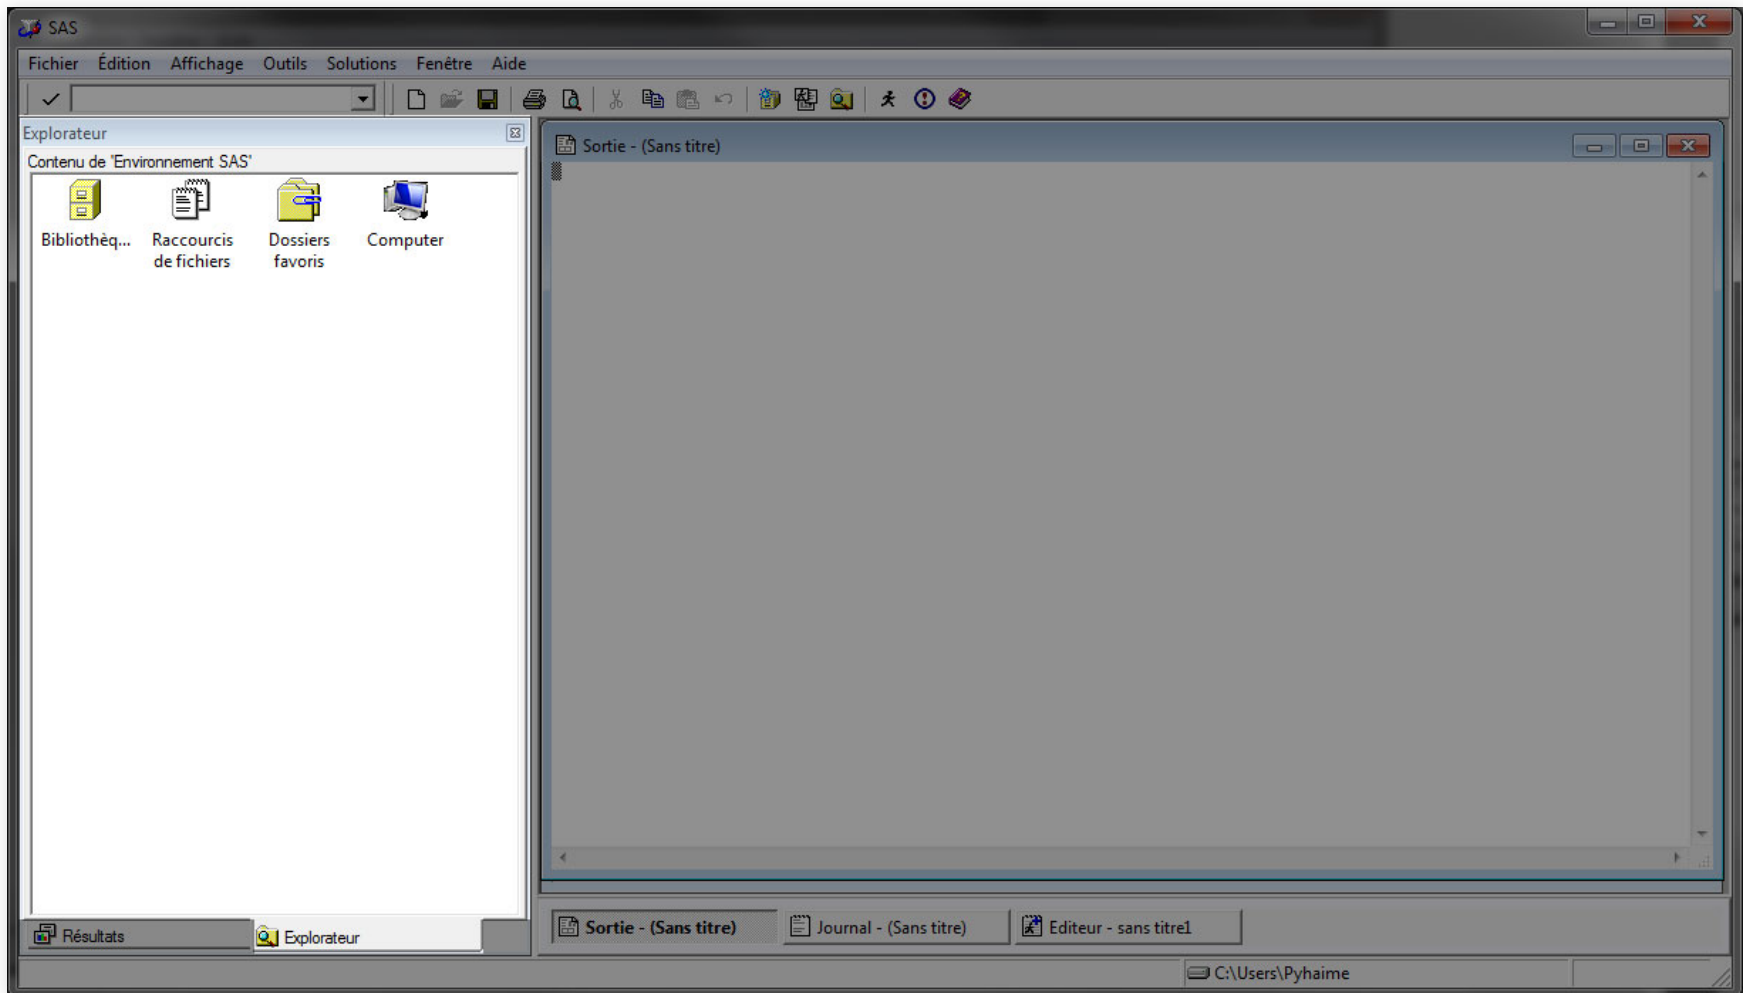 SAS
Fichier Édition Affichage Outils Solutions Fenêtre Aide
Explorateur
Contenu de 'Environnement SAS'
Bibliothèq...
Raccourcis
de fichiers
Dossiers
favoris
Computer
Sortie - (Sans titre)
Résultats
Explorateur
Sortie - (Sans titre)
Journal - (Sans titre)
Editeur - sans titre1
C:\Users\Pyhaime